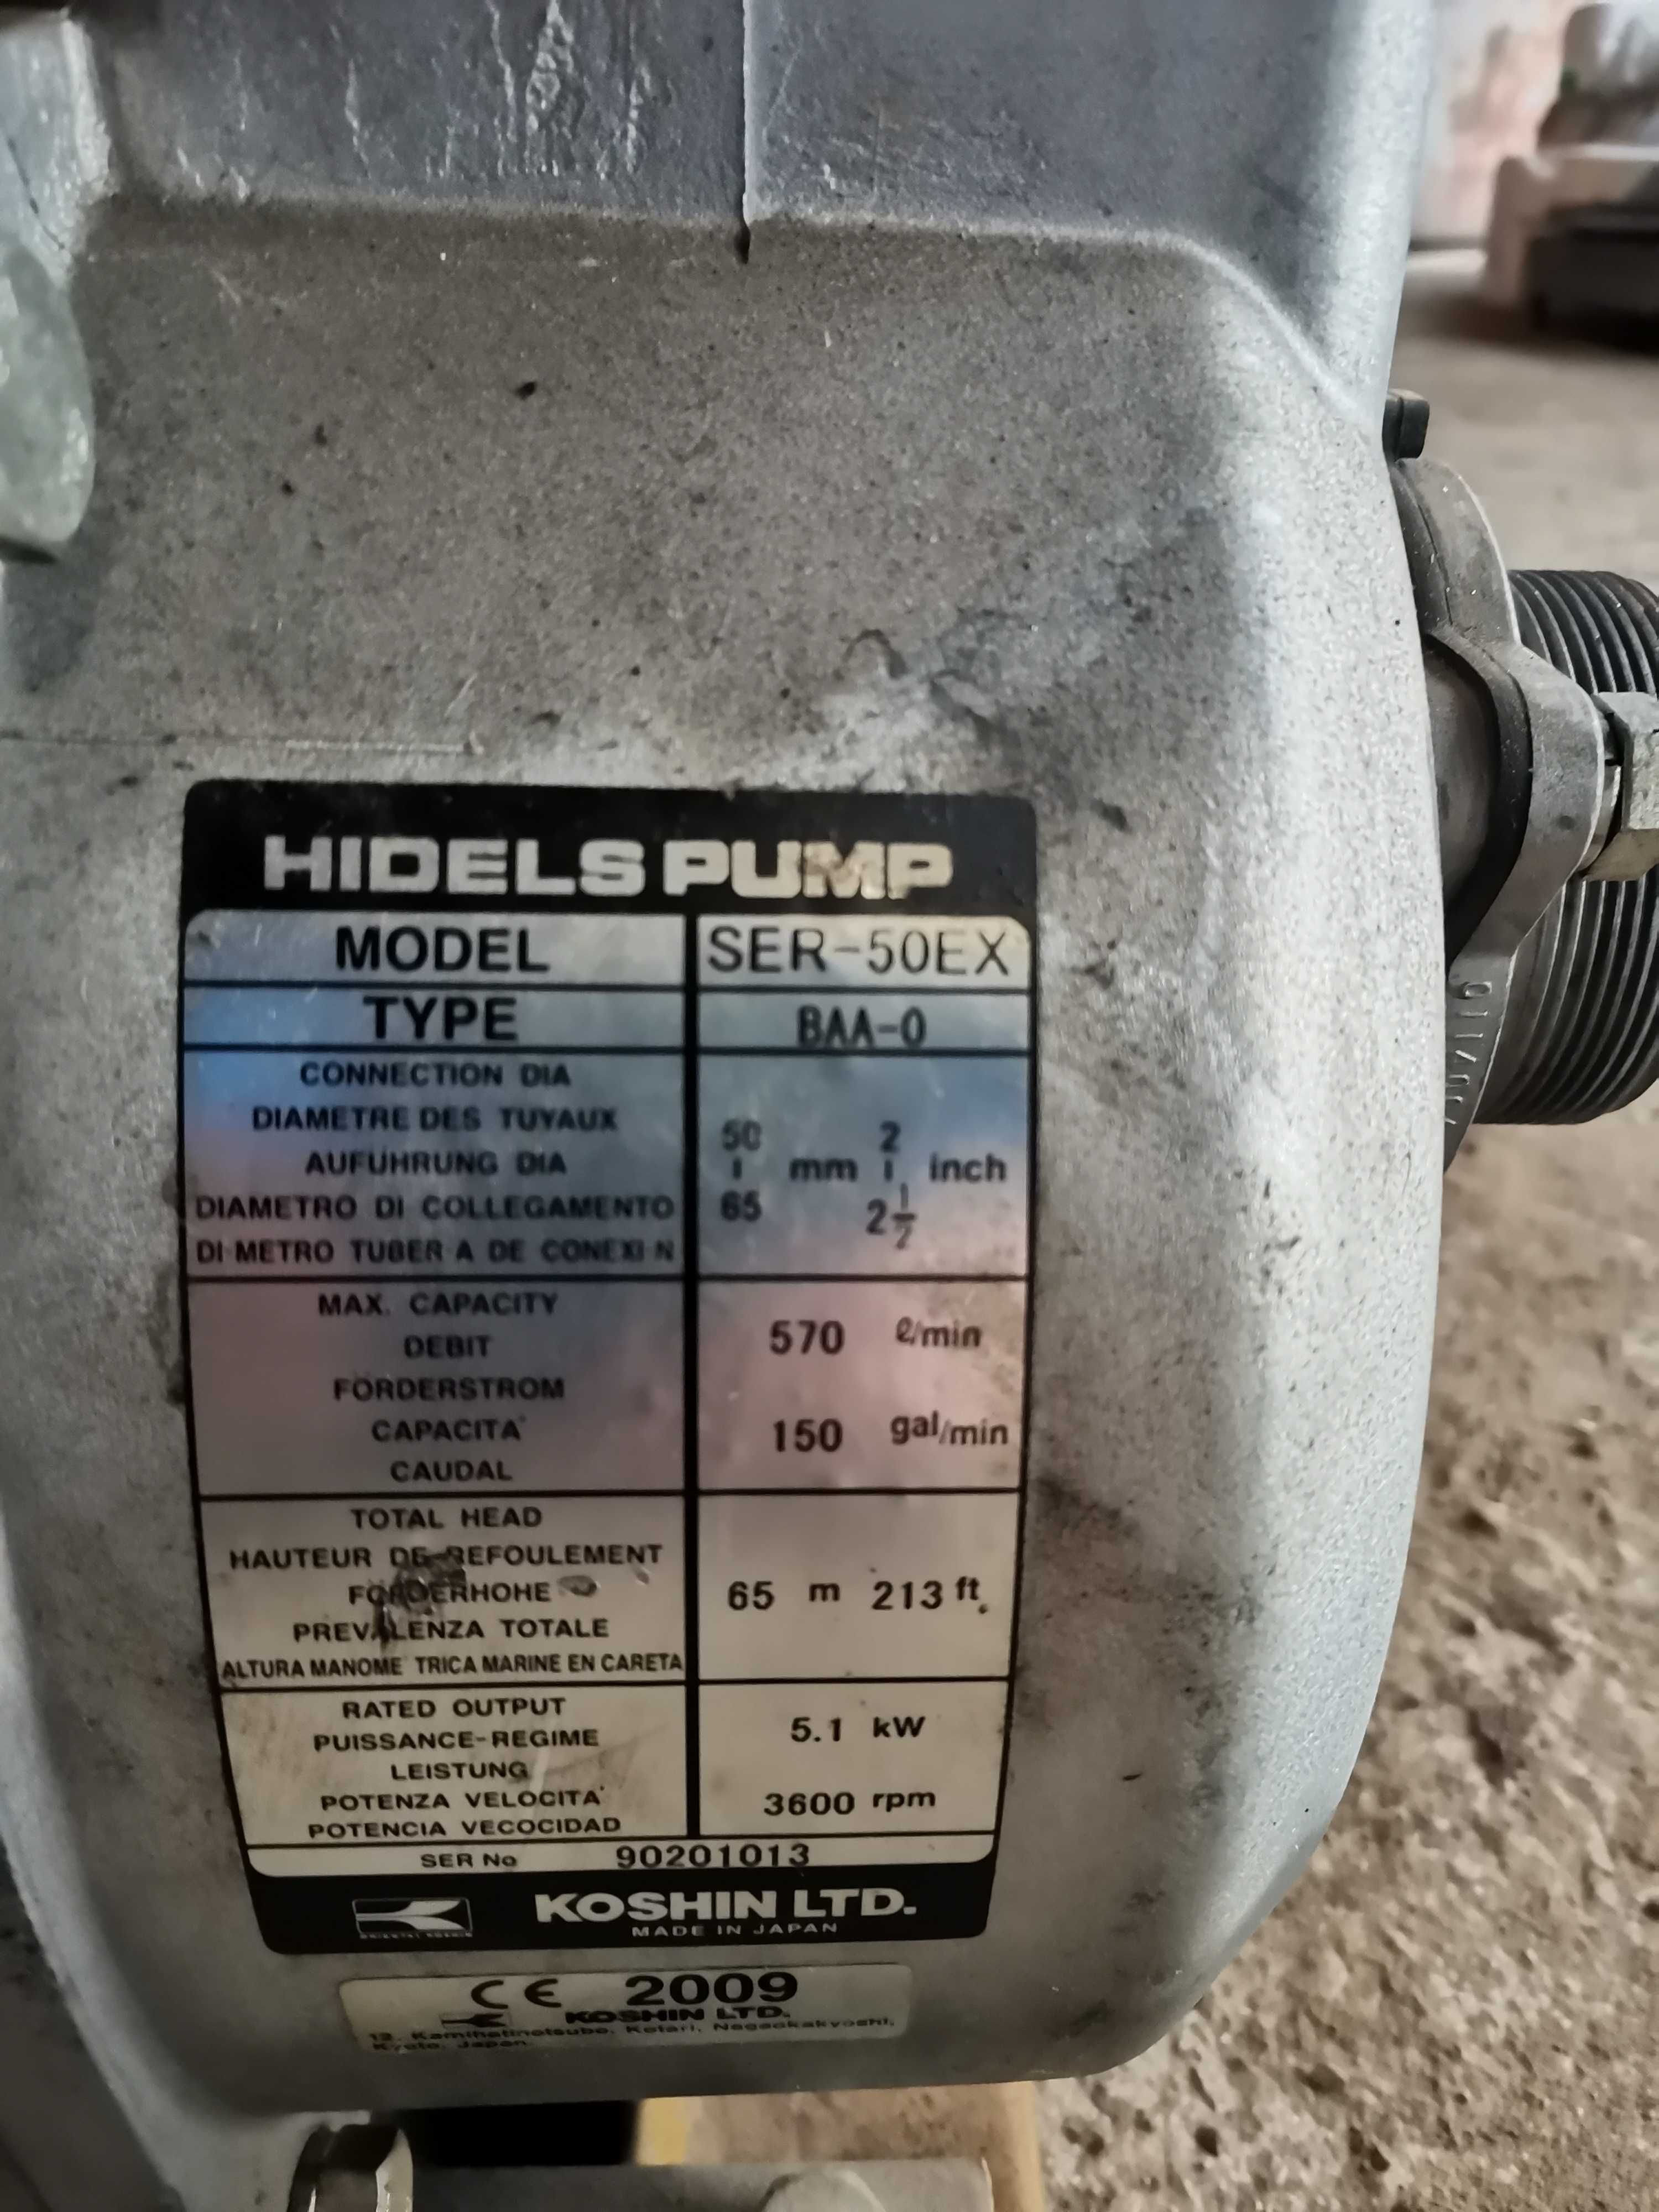 HIDELS PUMP
MODEL SER-50EX
TYPE BAA-0
CONNECTION DIA
DIAMETRE DES TUYAUX
AUFUHRUNG DIA
DIAMETRO DI COLLEGAMENTO
DI METRO TUBER A DE CONEXI N
50 2
ı mm ı inch
65 2 1/2
MAX. CAPACITY
DEBIT
FORDERSTROM
CAPACITA'
CAUDAL
570 ℓ/min
150 gal/min
TOTAL HEAD
HAUTEUR DE REFOULEMENT
FORDERHOHE
PREVALENZA TOTALE
ALTURA MANOME TRICA MARINE EN CARETA
65 m 213 ft.
RATED OUTPUT
PUISSANCE-REGIME
LEISTUNG
POTENZA VELOCITA'
POTENCIA VECOCIDAD
5.1 kW
3600 rpm
SER No 90201013
KOSHIN LTD.
MADE IN JAPAN
CE 2009
KOSHIN LTD.
12, Kamihatinotsubo, Kotari, Nagaokakyoshi,
Kyoto, Japan.